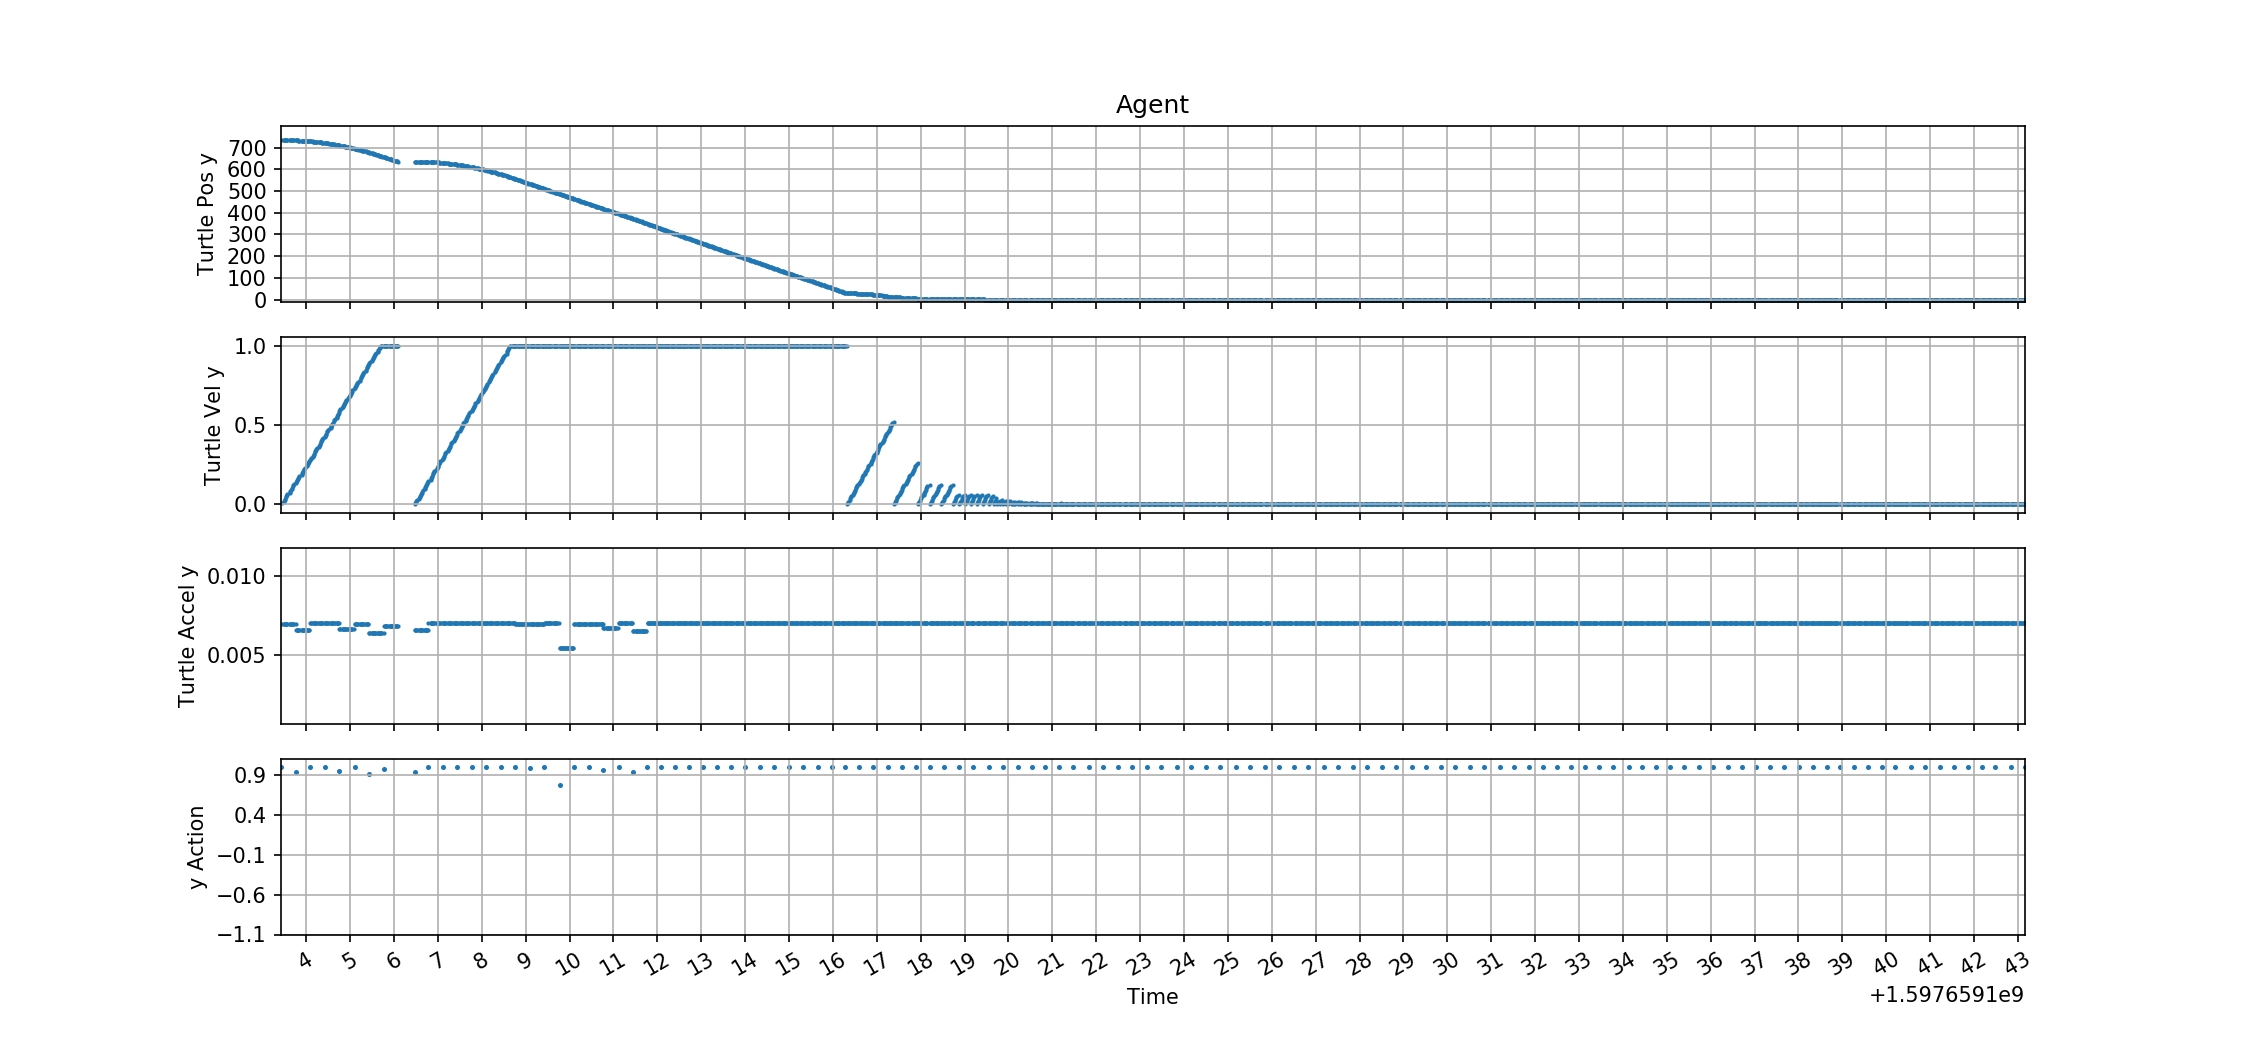 Agent
Turtle Pos y
700
600
500
400
300
200
100
0
Turtle Vel y
1.0
0.5
0.0
Turtle Accel y
0.010
0.005
y Action
0.9
0.4
−0.1
−0.6
−1.1
4 5 6 7 8 9 10 11 12 13 14 15 16 17 18 19 20 21 22 23 24 25 26 27 28 29 30 31 32 33 34 35 36 37 38 39 40 41 42 43
Time
+1.5976591e9